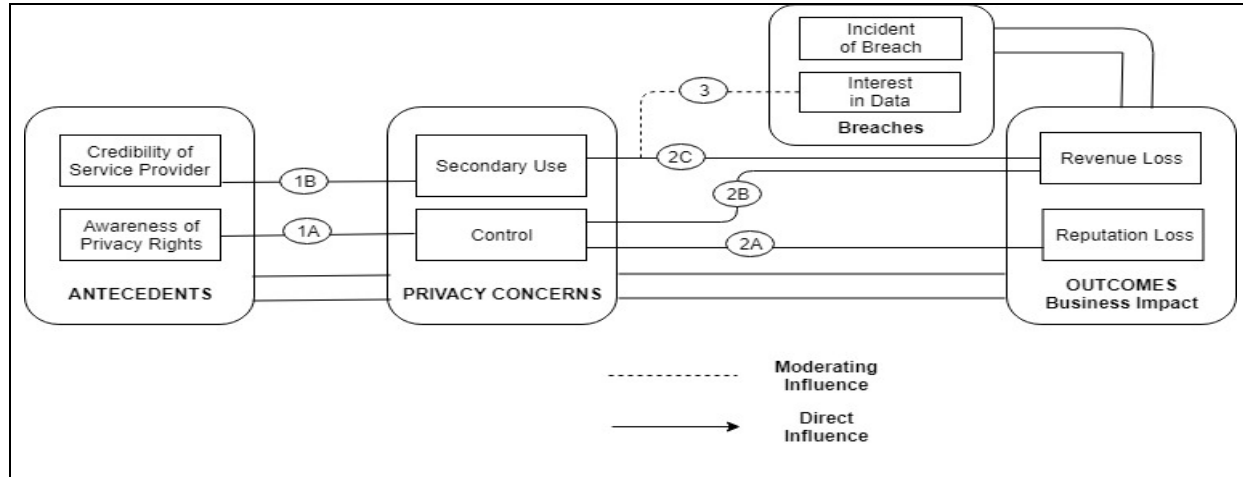 Incident
of Breach
Interest
in Data
Breaches
3
Credibility of
Service Provider
Awareness of
Privacy Rights
ANTECEDENTS
1B
1A
Secondary Use
Control
PRIVACY CONCERNS
2C
2B
2A
Revenue Loss
Reputation Loss
OUTCOMES
Business Impact
Moderating
Influence
Direct
Influence